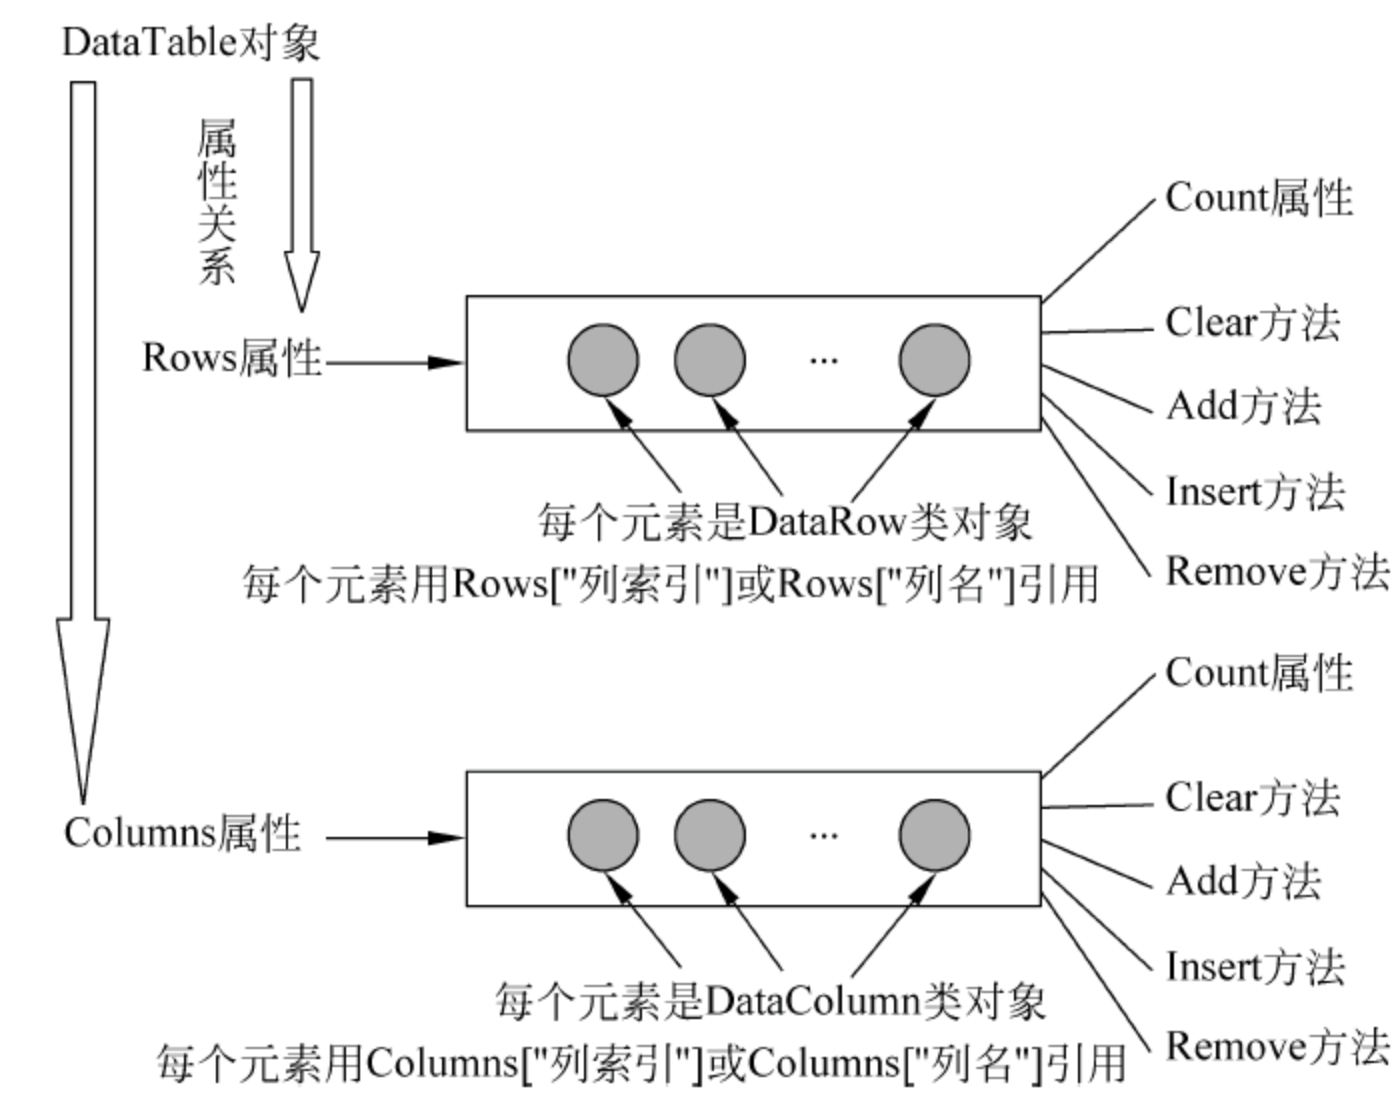 DataTable对象
属性关系
Count属性
Clear方法
Rows属性
...
Add方法
Insert方法
每个元素是DataRow类对象
Remove方法
每个元素用Rows["列索引"]或Rows["列名"]引用
Count属性
Clear方法
Columns属性
...
Add方法
Insert方法
每个元素是DataColumn类对象
Remove方法
每个元素用Columns["列索引"]或Columns["列名"]引用